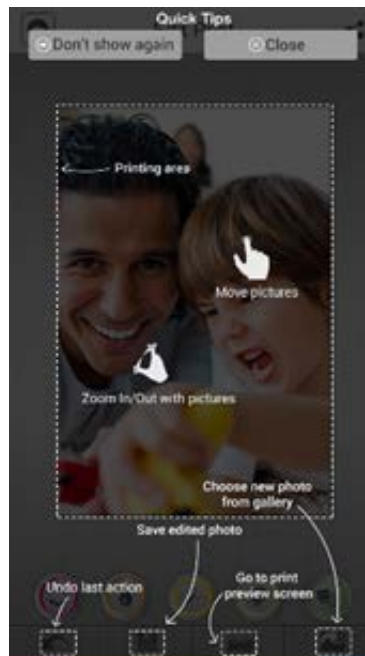 Quick Tips
Don't show again
Close
Printing area
Move pictures
Zoom In/Out with pictures
Choose new photo
from gallery
Save edited photo
Undo last action
Go to print
preview screen